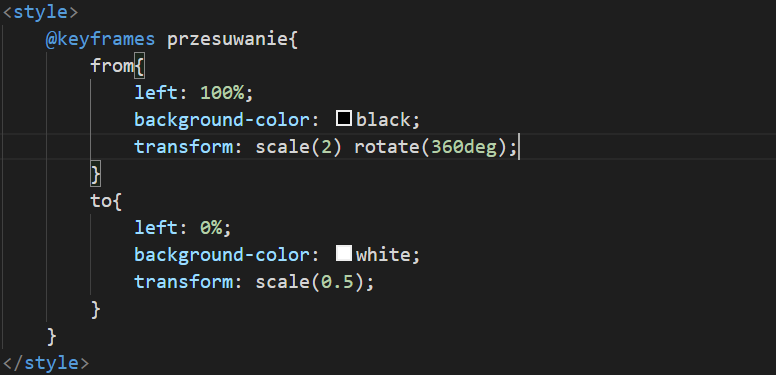 <style>
@keyframes przesuwanie{
from{
left: 100%;
background-color: black;
transform: scale(2) rotate(360deg);
}
to{
left: 0%;
background-color: white;
transform: scale(0.5);
}
}
</style>